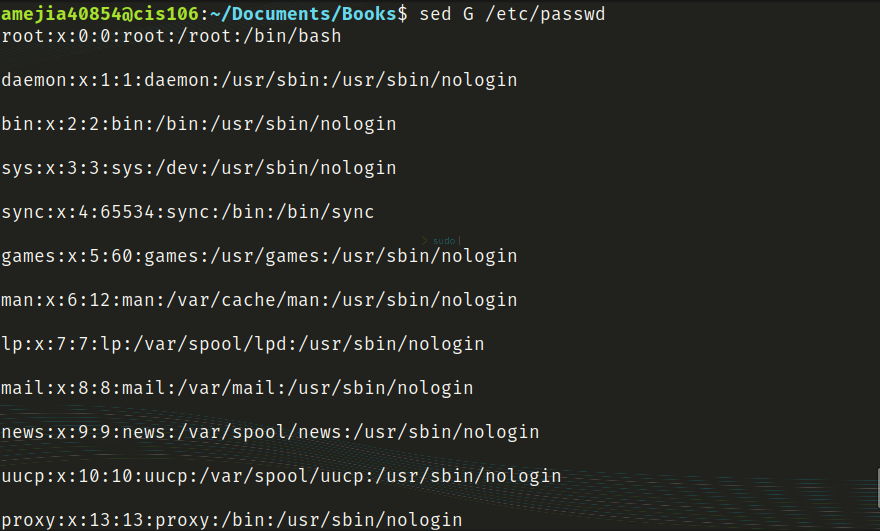 amejia40854@cis106:~/Documents/Books$ sed G /etc/passwd
root:x:0:0:root:/root:/bin/bash
daemon:x:1:1:daemon:/usr/sbin:/usr/sbin/nologin
bin:x:2:2:bin:/bin:/usr/sbin/nologin
sys:x:3:3:sys:/dev:/usr/sbin/nologin
sync:x:4:65534:sync:/bin:/bin/sync
> sudo|
games:x:5:60:games:/usr/games:/usr/sbin/nologin
man:x:6:12:man:/var/cache/man:/usr/sbin/nologin
lp:x:7:7:lp:/var/spool/lpd:/usr/sbin/nologin
mail:x:8:8:mail:/var/mail:/usr/sbin/nologin
news:x:9:9:news:/var/spool/news:/usr/sbin/nologin
uucp:x:10:10:uucp:/var/spool/uucp:/usr/sbin/nologin
proxy:x:13:13:proxy:/bin:/usr/sbin/nologin